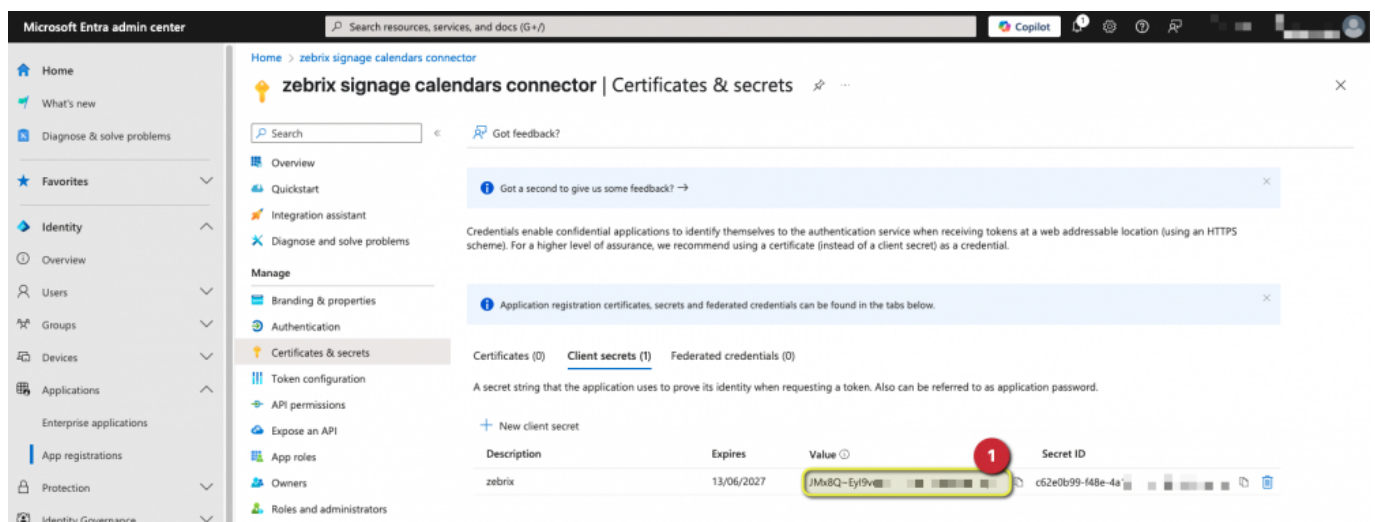 Microsoft Entra admin center
Search resources, services, and docs (G+/)
Copilot
1
Home
What's new
Diagnose & solve problems
Favorites
Identity
Overview
Users
Groups
Devices
Applications
Enterprise applications
App registrations
Protection
Identity Governance
Home > zebrix signage calendars connector
zebrix signage calendars connector | Certificates & secrets
Search
Overview
Quickstart
Integration assistant
Diagnose and solve problems
Manage
Branding & properties
Authentication
Certificates & secrets
Token configuration
API permissions
Expose an API
App roles
Owners
Roles and administrators
Got feedback?
Got a second to give us some feedback? →
Credentials enable confidential applications to identify themselves to the authentication service when receiving tokens at a web addressable location (using an HTTPS
scheme). For a higher level of assurance, we recommend using a certificate (instead of a client secret) as a credential.
Application registration certificates, secrets and federated credentials can be found in the tabs below.
Certificates (0) Client secrets (1) Federated credentials (0)
A secret string that the application uses to prove its identity when requesting a token. Also can be referred to as application password.
New client secret
Description Expires Value 1 Secret ID
zebrix 13/06/2027